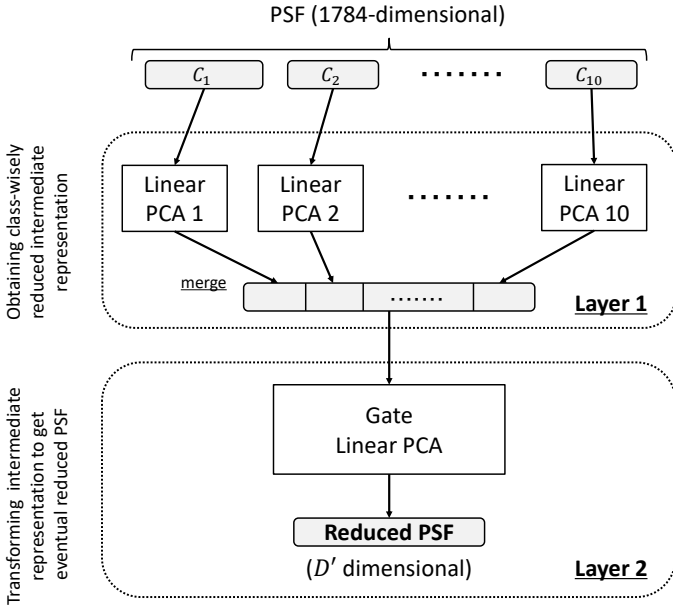 PSF (1784-dimensional)
C₁ C₂ ······· C₁₀
Obtaining class-wisely
reduced intermediate
representation
Linear
PCA 1
Linear
PCA 2
·······
Linear
PCA 10
merge
·······
Layer 1
Transforming intermediate
representation to get
eventual reduced PSF
Gate
Linear PCA
Reduced PSF
(D′ dimensional)
Layer 2